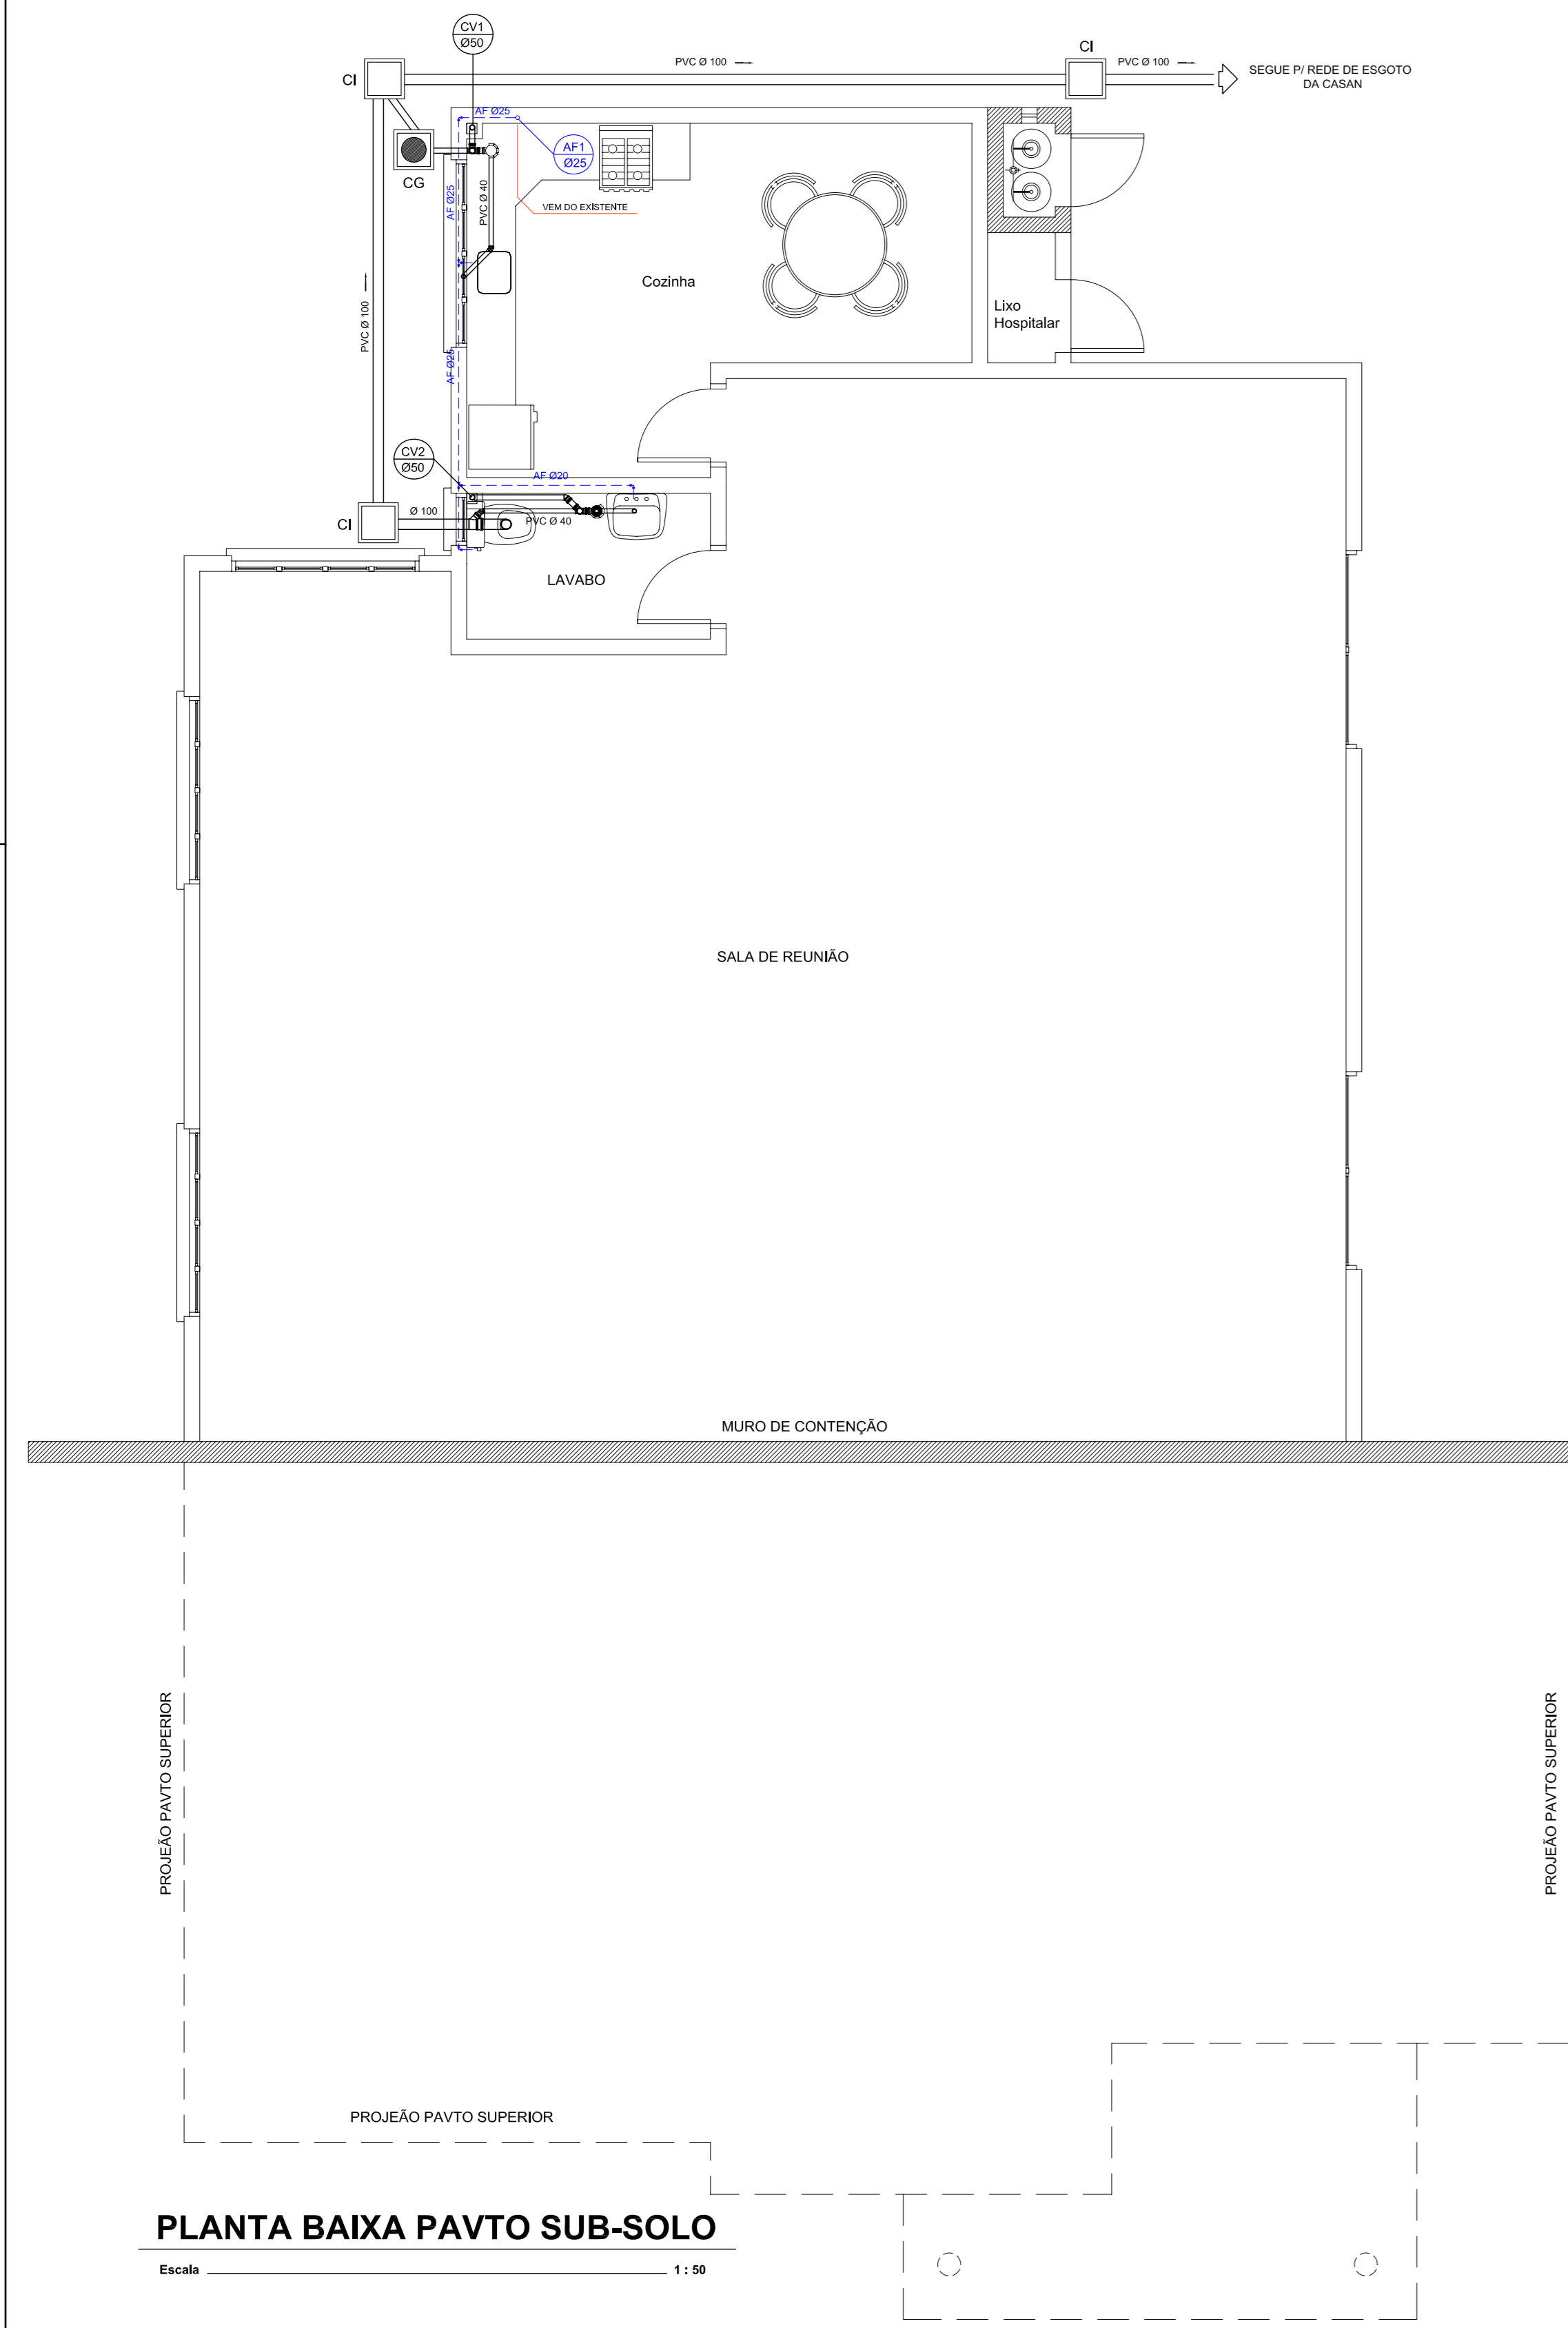 CV1
Ø50
CI
PVC Ø 100
CI
PVC Ø 100
SEGUE P/ REDE DE ESGOTO
DA CASAN
AF Ø25
AF1
Ø25
CG
AF Ø25
PVC Ø 40
VEM DO EXISTENTE
Cozinha
Lixo
Hospitalar
PVC Ø 100
AF Ø25
CV2
Ø50
AF Ø20
CI
Ø 100
PVC Ø 40
LAVABO
SALA DE REUNIÃO
MURO DE CONTENÇÃO
PROJEÃO PAVTO SUPERIOR
PROJEÃO PAVTO SUPERIOR
PROJEÃO PAVTO SUPERIOR
PLANTA BAIXA PAVTO SUB-SOLO
Escala 1 : 50